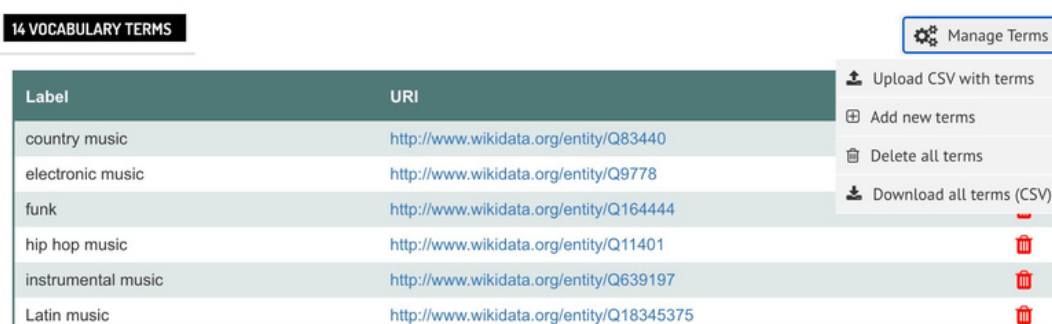 14 VOCABULARY TERMS
Manage Terms
Upload CSV with terms
Add new terms
Delete all terms
Download all terms (CSV)
Label URI
country music http://www.wikidata.org/entity/Q83440
electronic music http://www.wikidata.org/entity/Q9778
funk http://www.wikidata.org/entity/Q164444
hip hop music http://www.wikidata.org/entity/Q11401
instrumental music http://www.wikidata.org/entity/Q639197
Latin music http://www.wikidata.org/entity/Q18345375